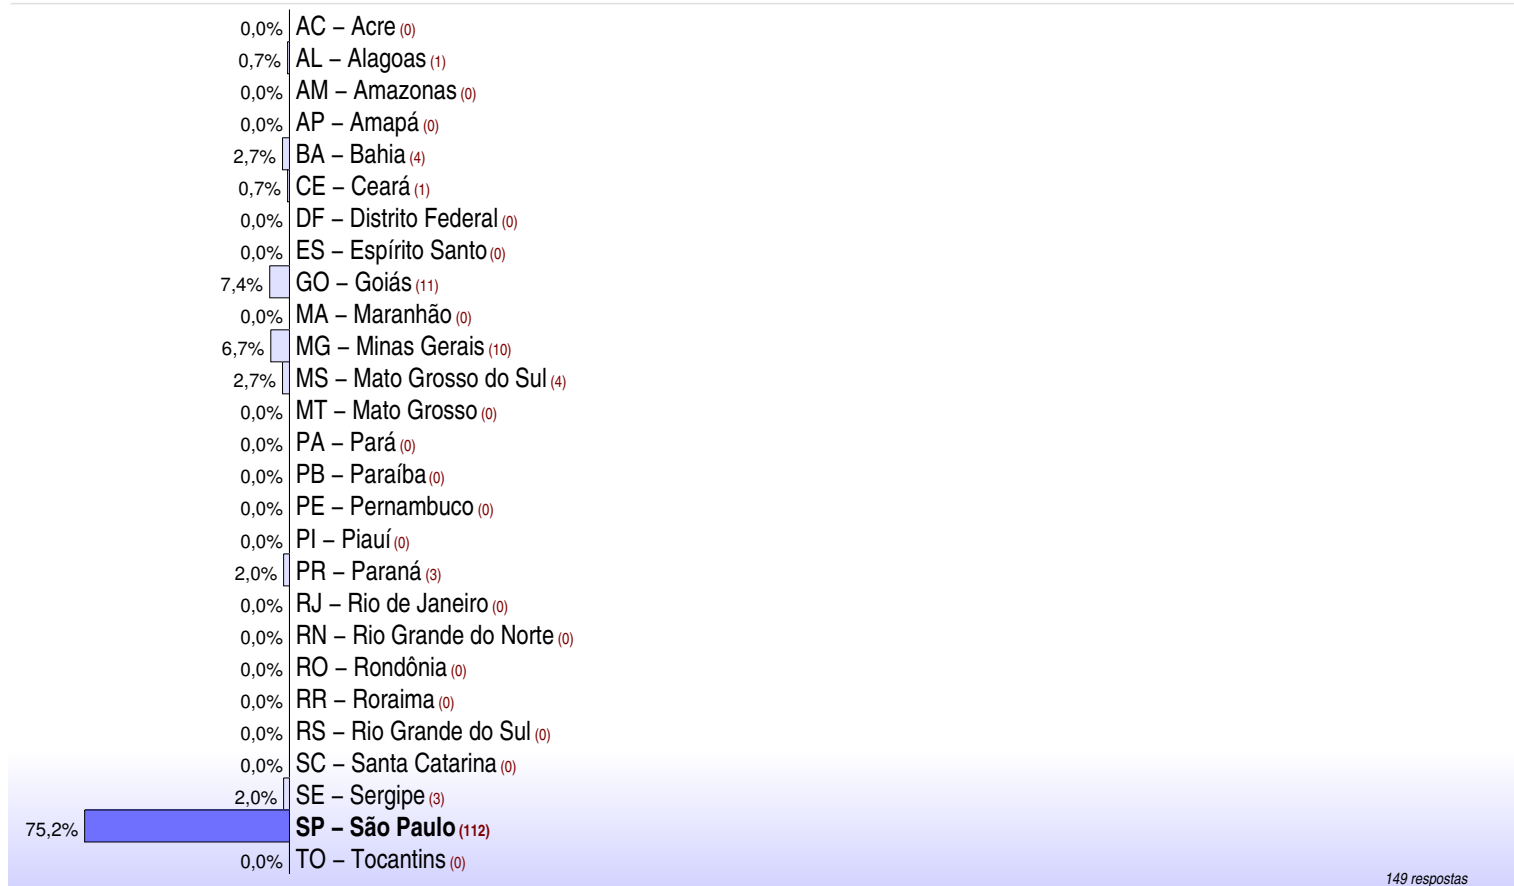 0,0% AC – Acre (0)
0,7% AL – Alagoas (1)
0,0% AM – Amazonas (0)
0,0% AP – Amapá (0)
2,7% BA – Bahia (4)
0,7% CE – Ceará (1)
0,0% DF – Distrito Federal (0)
0,0% ES – Espírito Santo (0)
7,4% GO – Goiás (11)
0,0% MA – Maranhão (0)
6,7% MG – Minas Gerais (10)
2,7% MS – Mato Grosso do Sul (4)
0,0% MT – Mato Grosso (0)
0,0% PA – Pará (0)
0,0% PB – Paraíba (0)
0,0% PE – Pernambuco (0)
0,0% PI – Piauí (0)
2,0% PR – Paraná (3)
0,0% RJ – Rio de Janeiro (0)
0,0% RN – Rio Grande do Norte (0)
0,0% RO – Rondônia (0)
0,0% RR – Roraima (0)
0,0% RS – Rio Grande do Sul (0)
0,0% SC – Santa Catarina (0)
2,0% SE – Sergipe (3)
75,2% SP – São Paulo (112)
0,0% TO – Tocantins (0)
149 respostas